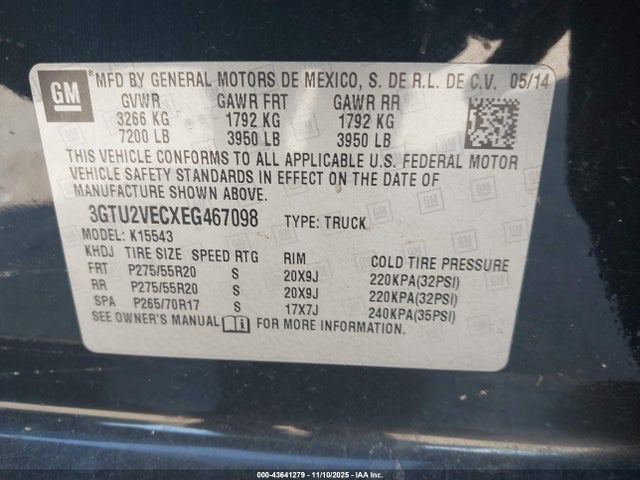 GM
MFD BY GENERAL MOTORS DE MEXICO, S. DE R.L. DE C.V. 05/14
GVWR GAWR FRT GAWR RR
3266 KG 1792 KG 1792 KG
7200 LB 3950 LB 3950 LB
THIS VEHICLE CONFORMS TO ALL APPLICABLE U.S. FEDERAL MOTOR
VEHICLE SAFETY STANDARDS IN EFFECT ON THE DATE OF
MANUFACTURE SHOWN ABOVE.
3GTU2VECXEG467098 TYPE: TRUCK
MODEL: K15543
KHDJ TIRE SIZE SPEED RTG RIM COLD TIRE PRESSURE
FRT P275/55R20 S 20X9J 220KPA(32PSI)
RR P275/55R20 S 20X9J 220KPA(32PSI)
SPA P265/70R17 S 17X7J 240KPA(35PSI)
SEE OWNER'S MANUAL FOR MORE INFORMATION.
000-43641279 - 11/10/2025 - IAA Inc.